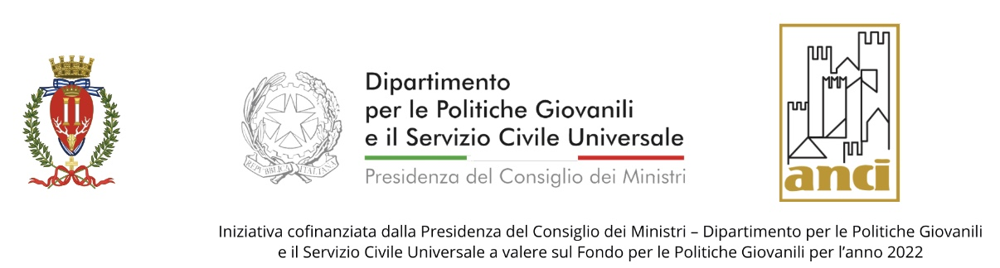 Dipartimento
per le Politiche Giovanili
e il Servizio Civile Universale
Presidenza del Consiglio dei Ministri
REPVBBLICA ITALIANA
anci
Iniziativa cofinanziata dalla Presidenza del Consiglio dei Ministri – Dipartimento per le Politiche Giovanili
e il Servizio Civile Universale a valere sul Fondo per le Politiche Giovanili per l’anno 2022